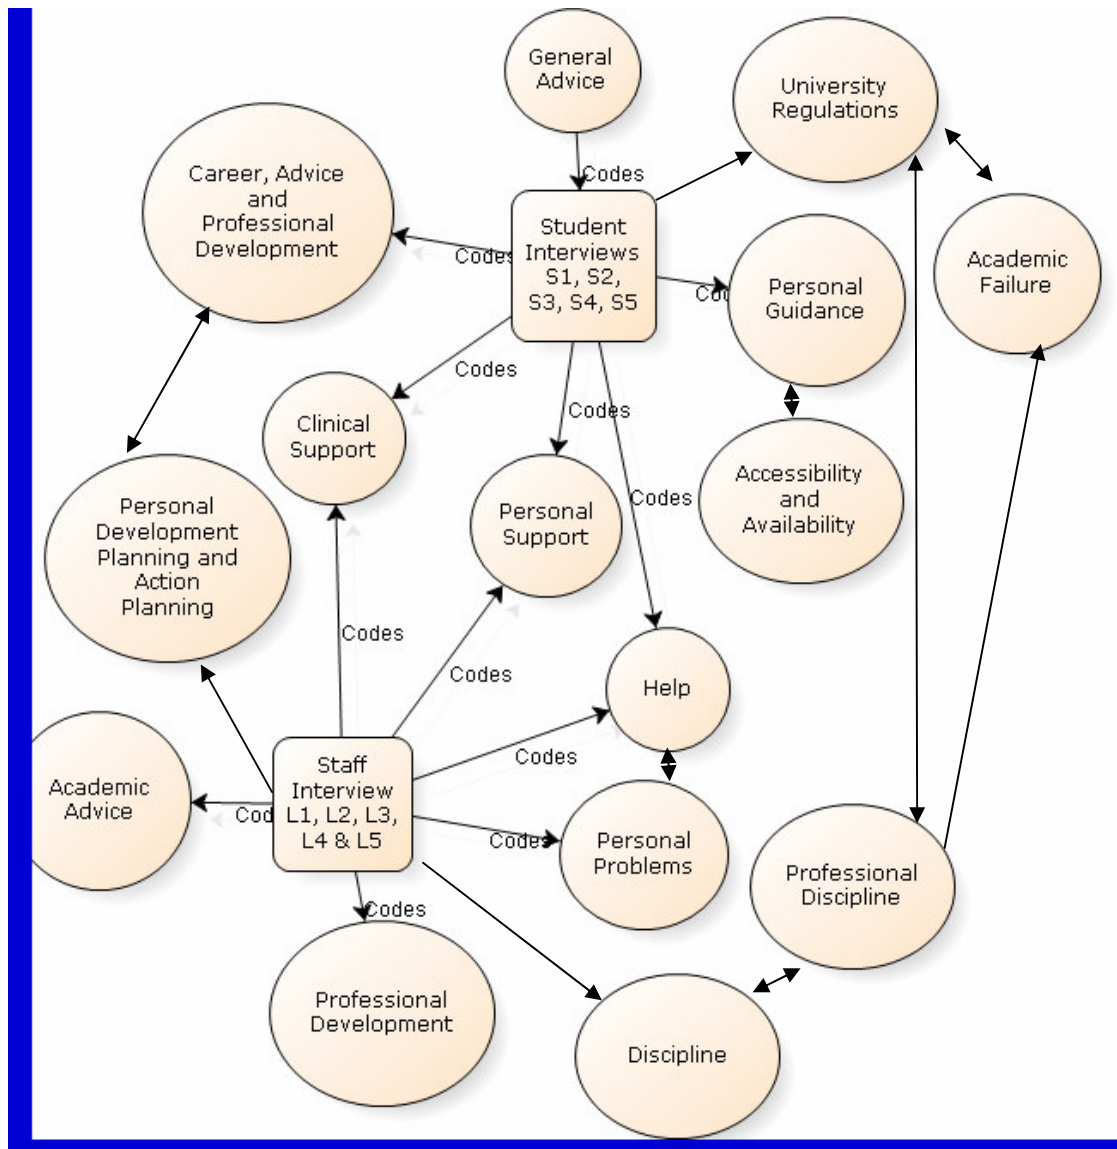 General
Advice
University
Regulations
Codes
Career, Advice
and
Professional
Development
Student
Interviews
S1, S2,
S3, S4, S5
Codes
Academic
Failure
Personal
Guidance
Cod
Codes
Clinical
Support
Codes
Accessibility
and
Availability
Personal
Support
Codes
Personal
Development
Planning and
Action
Planning
Codes
Codes
Help
Codes
Staff
Interview
L1, L2, L3,
L4 & L5
Academic
Advice
Cod
Codes
Personal
Problems
Professional
Discipline
Codes
Professional
Development
Discipline